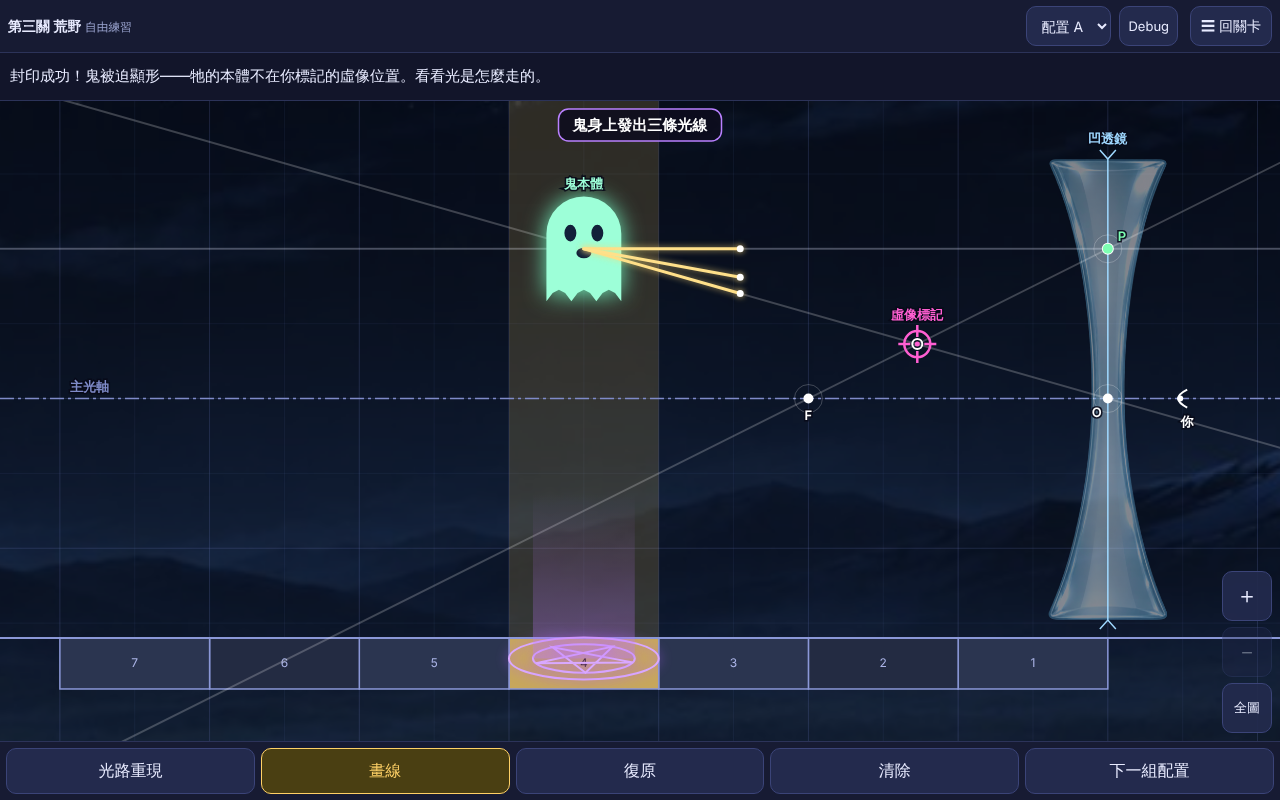 第三關 荒野 自由練習
配置 A
Debug
☰ 回關卡
封印成功！鬼被迫顯形——牠的本體不在你標記的虛像位置。看看光是怎麼走的。
鬼身上發出三條光線
凹透鏡
鬼本體
P
虛像標記
主光軸
F
O
你
7
6
5
4
3
2
1
+
−
全圖
光路重現
畫線
復原
清除
下一組配置